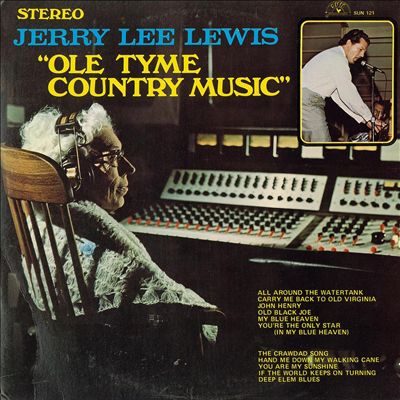 STEREO
SUN 121
JERRY LEE LEWIS
"OLE TYME
COUNTRY MUSIC"
ALL AROUND THE WATERTANK
CARRY ME BACK TO OLD VIRGINIA
JOHN HENRY
OLD BLACK JOE
MY BLUE HEAVEN
YOU'RE THE ONLY STAR
(IN MY BLUE HEAVEN)
THE CRAWDAD SONG
HAND ME DOWN MY WALKING CANE
YOU ARE MY SUNSHINE
IF THE WORLD KEEPS ON TURNING
DEEP ELEM BLUES